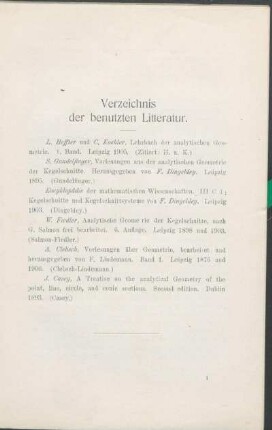 Verzeichnis
der benutzten Litteratur.
L. Heffter und C. Koehler, Lehrbuch der analytischen Geo-
metrie. 1. Band. Leipzig 1905. (Zitiert: H. u. K.)
S. Gundelfinger, Vorlesungen aus der analytischen Geometrie
der Kegelschnitte. Herausgegeben von F. Dingeldey. Leipzig
1895. (Gundelfinger.)
Enzyklopädie der mathematischen Wissenschaften. III C 1;
Kegelschnitte und Kegelschnittsysteme von F. Dingeldey. Leipzig
1903. (Dingeldey.)
W. Fiedler, Analytische Geometrie der Kegelschnitte, nach
G. Salmon frei bearbeitet. 6. Auflage. Leipzig 1898 und 1903.
(Salmon-Fiedler.)
A. Clebsch, Vorlesungen über Geometrie, bearbeitet und
herausgegeben von F. Lindemann. Band I. Leipzig 1876 und
1906. (Clebsch-Lindemann.)
J. Casey, A Treatise on the analytical Geometry of the
point, line, circle, and conic sections. Second edition. Dublin
1893. (Casey.)
1